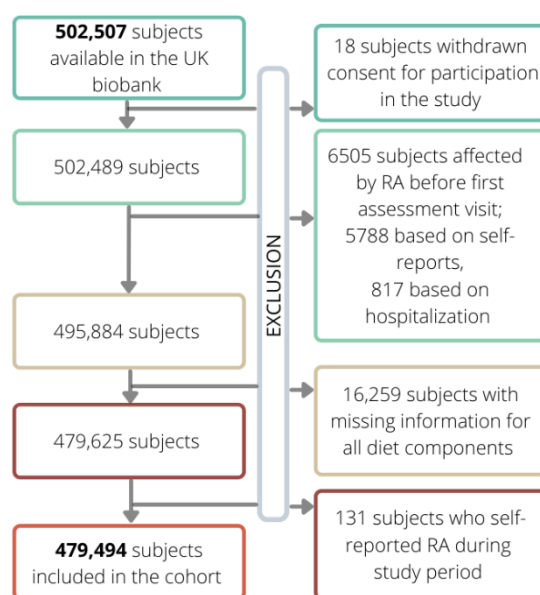 502,507 subjects
available in the UK
biobank
18 subjects withdrawn
consent for participation
in the study
502,489 subjects
6505 subjects affected
by RA before first
assessment visit;
5788 based on self-
reports,
817 based on
hospitalization
EXCLUSION
495,884 subjects
16,259 subjects with
missing information for
all diet components
479,625 subjects
131 subjects who self-
reported RA during
study period
479,494 subjects
included in the cohort